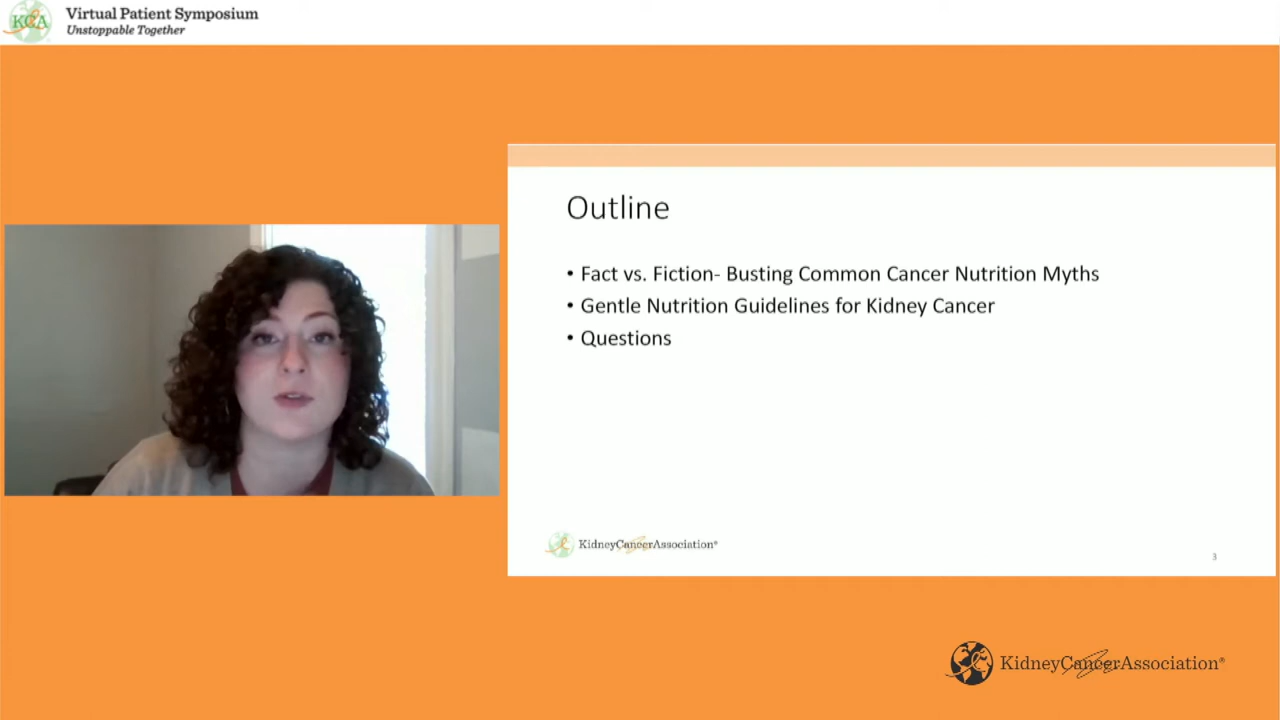 KCA
Virtual Patient Symposium
Unstoppable Together
Outline
• Fact vs. Fiction- Busting Common Cancer Nutrition Myths
• Gentle Nutrition Guidelines for Kidney Cancer
• Questions
KidneyCancerAssociation®
3
KidneyCancerAssociation®